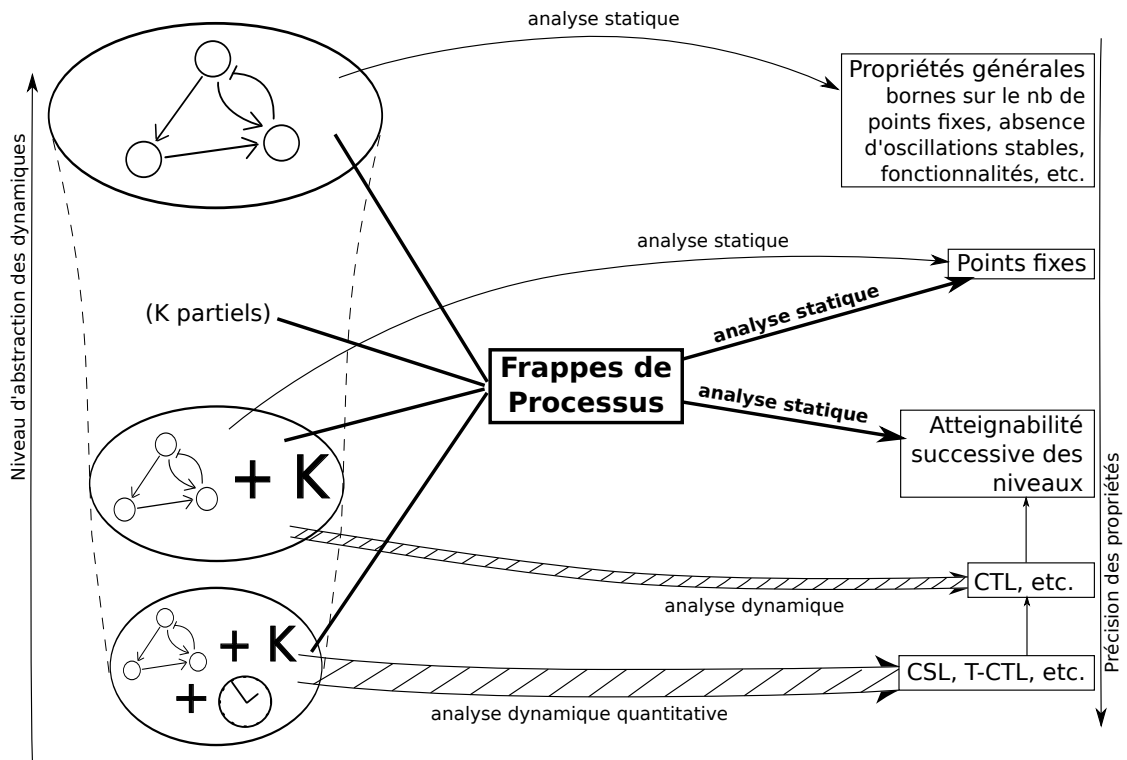 analyse statique
Propriétés générales
bornes sur le nb de
points fixes, absence
d'oscillations stables,
fonctionnalités, etc.
Niveau d'abstraction des dynamiques
analyse statique
Points fixes
(K partiels)
analyse statique
Frappes de
Processus
analyse statique
Atteignabilité
successive des
niveaux
+ K
Précision des propriétés
CTL, etc.
analyse dynamique
+ K
+
CSL, T-CTL, etc.
analyse dynamique quantitative